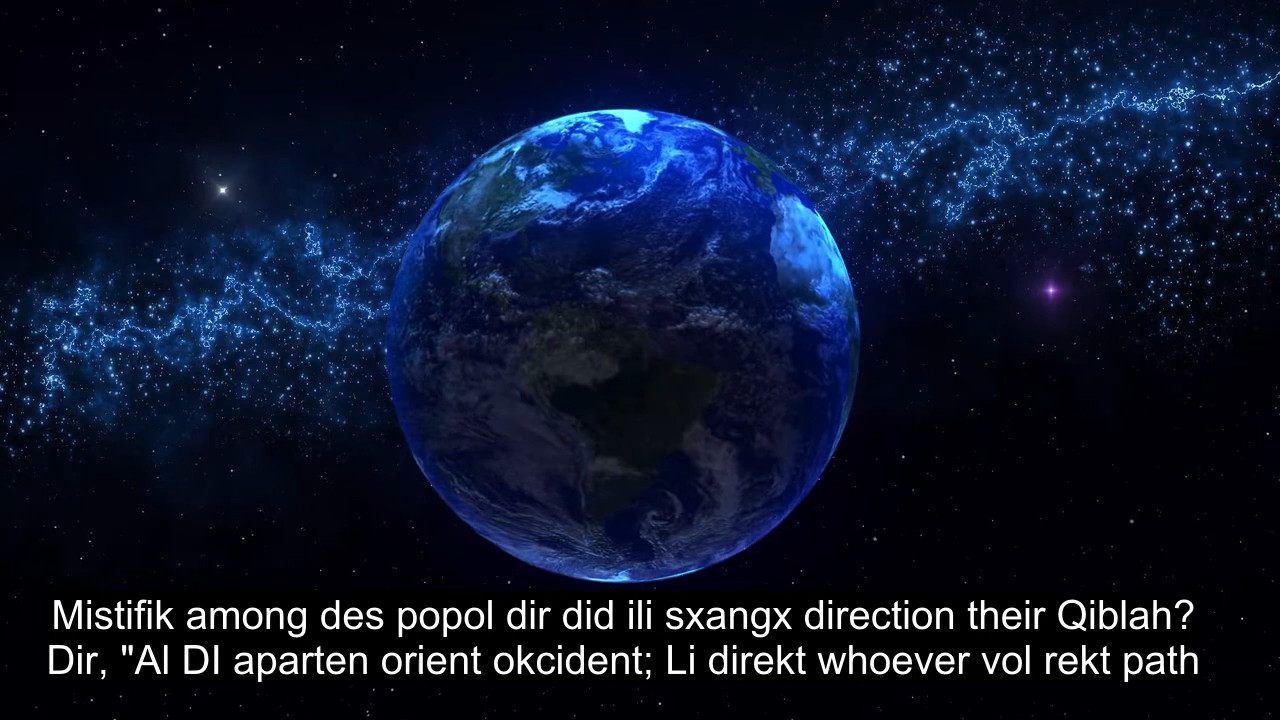 Mistifik among des popol dir did ili sxangx direction their Qiblah?
Dir, "Al DI aparten orient okcident; Li direkt whoever vol rekt path